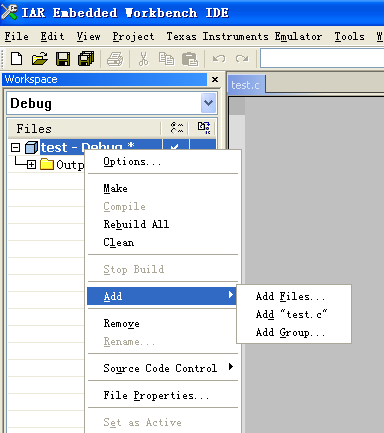 IAR Embedded Workbench IDE
File Edit View Project Texas Instruments Emulator Tools W
Workspace
test.c
Debug
Files
test - Debug *
Outp
Options...
Make
Compile
Rebuild All
Clean
Stop Build
Add
Add Files...
Add "test.c"
Add Group...
Remove
Rename...
Source Code Control
File Properties...
Set as Active